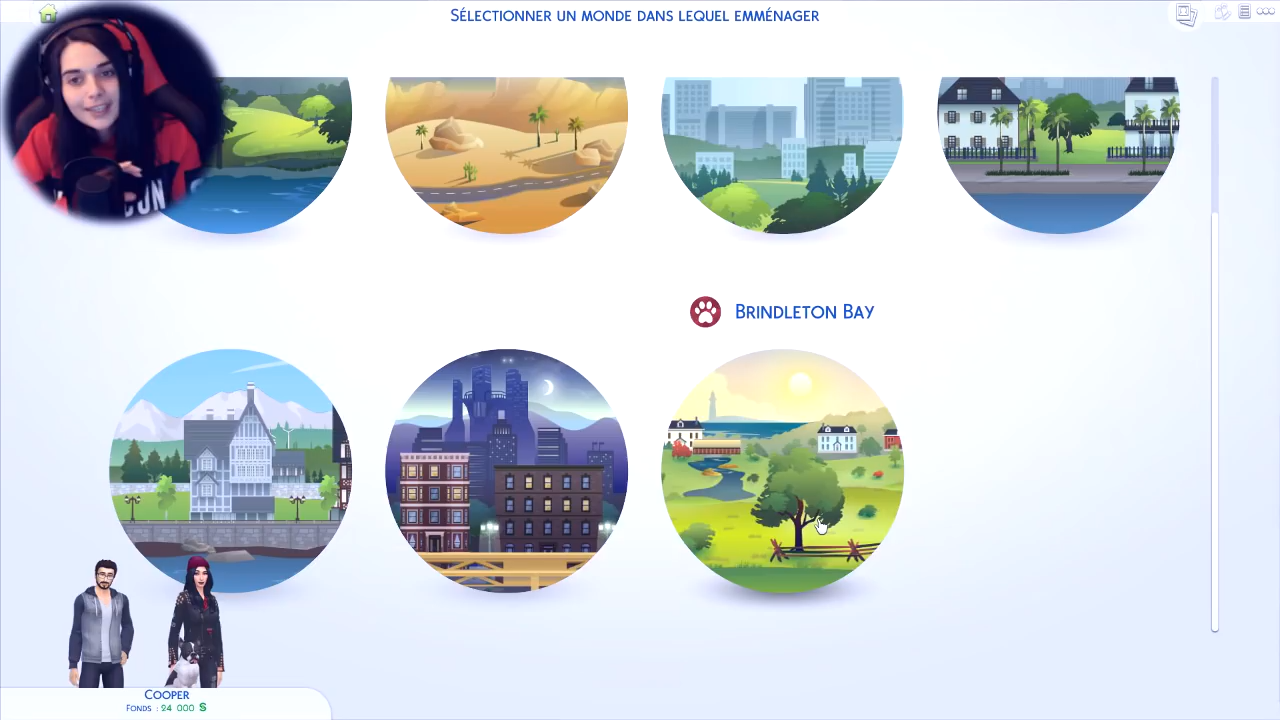 Sélectionner un monde dans lequel emménager
Brindleton Bay
Cooper
Fonds : 24 000 $